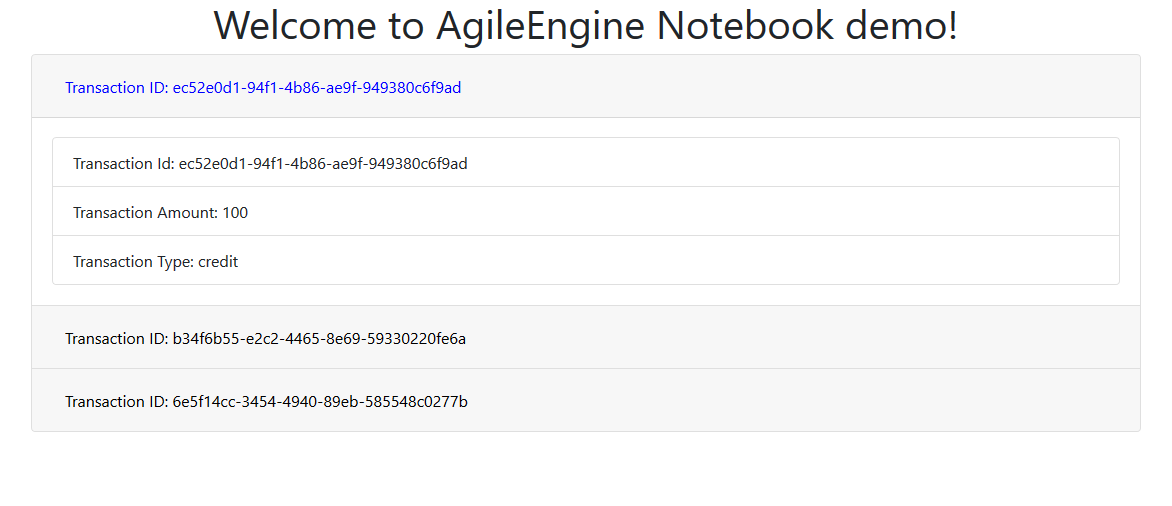 Welcome to AgileEngine Notebook demo!
Transaction ID: ec52e0d1-94f1-4b86-ae9f-949380c6f9ad
Transaction Id: ec52e0d1-94f1-4b86-ae9f-949380c6f9ad
Transaction Amount: 100
Transaction Type: credit
Transaction ID: b34f6b55-e2c2-4465-8e69-59330220fe6a
Transaction ID: 6e5f14cc-3454-4940-89eb-585548c0277b